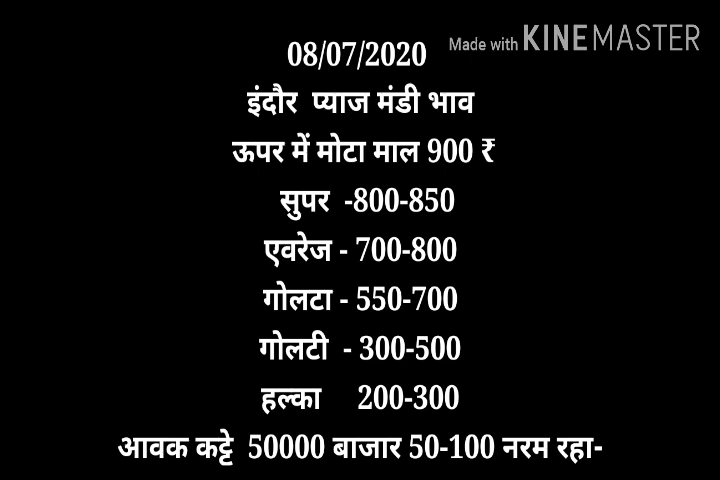 08/07/2020
Made with KINEMASTER
इंदौर प्याज मंडी भाव
ऊपर में मोटा माल 900 ₹
सुपर -800-850
एवरेज - 700-800
गोलटा - 550-700
गोलटी - 300-500
हल्का 200-300
आवक कट्टे 50000 बाजार 50-100 नरम रहा-